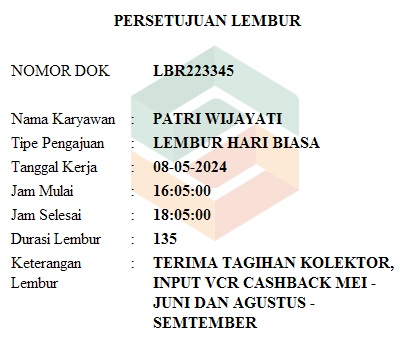 PERSETUJUAN LEMBUR
NOMOR DOK LBR223345
Nama Karyawan : PATRI WIJAYATI
Tipe Pengajuan : LEMBUR HARI BIASA
Tanggal Kerja : 08-05-2024
Jam Mulai : 16:05:00
Jam Selesai : 18:05:00
Durasi Lembur : 135
Keterangan : TERIMA TAGIHAN KOLEKTOR,
Lembur INPUT VCR CASHBACK MEI -
JUNI DAN AGUSTUS -
SEMTEMBER